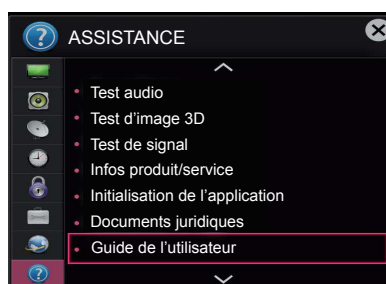 ASSISTANCE
Test audio
Test d'image 3D
Test de signal
Infos produit/service
Initialisation de l'application
Documents juridiques
Guide de l'utilisateur